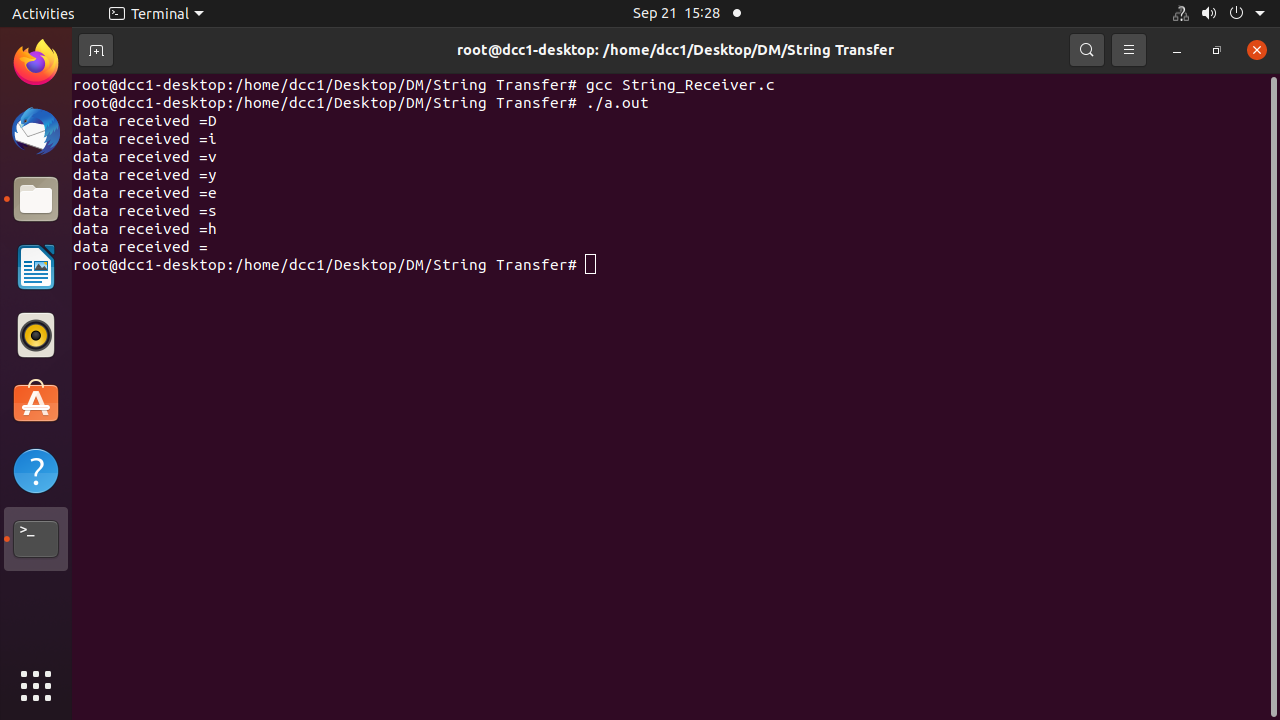 Activities
Terminal
Sep 21 15:28
root@dcc1-desktop: /home/dcc1/Desktop/DM/String Transfer
root@dcc1-desktop:/home/dcc1/Desktop/DM/String Transfer# gcc String_Receiver.c
root@dcc1-desktop:/home/dcc1/Desktop/DM/String Transfer# ./a.out
data received =D
data received =i
data received =v
data received =y
data received =e
data received =s
data received =h
data received =
root@dcc1-desktop:/home/dcc1/Desktop/DM/String Transfer#